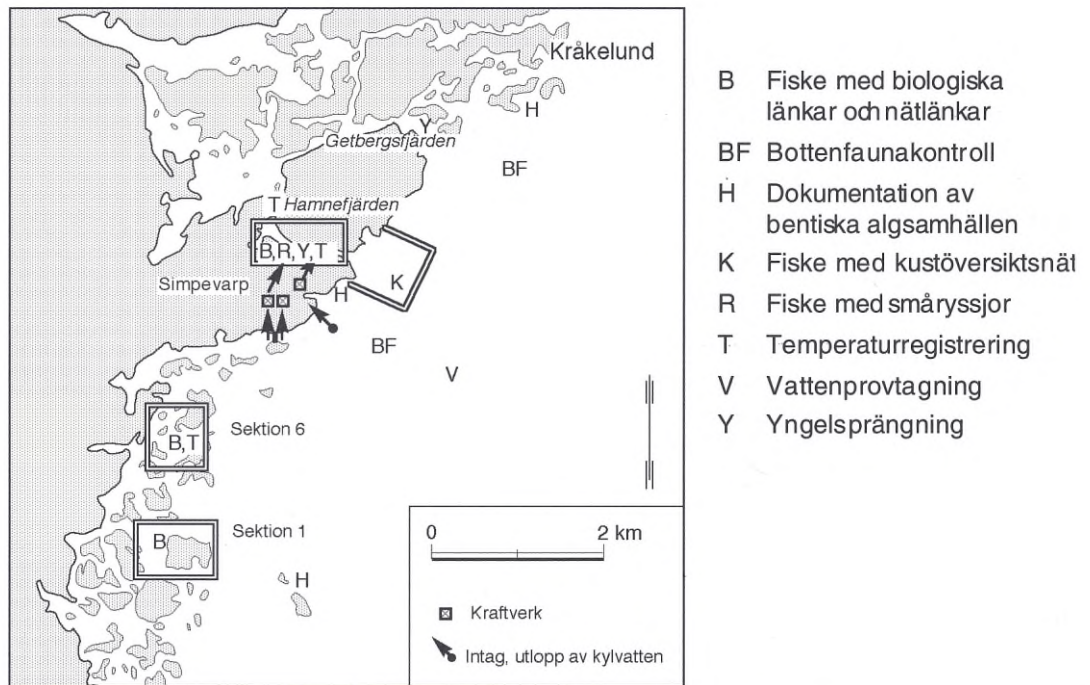 Kråkelund
H
Y
Getbergsfjärden
BF
T Hamnefjärden
B,R,Y,T
Simpevarp
H
K
BF
V
B,T
Sektion 6
B
Sektion 1
H
0 2 km
Kraftverk
Intag, utlopp av kylvatten
B Fiske med biologiska
länkar och nätlänkar
BF Bottenfaunakontroll
H Dokumentation av
bentiska algsamhällen
K Fiske med kustöversiktsnät
R Fiske med småryssjor
T Temperaturregistrering
V Vattenprovtagning
Y Yngelsprängning